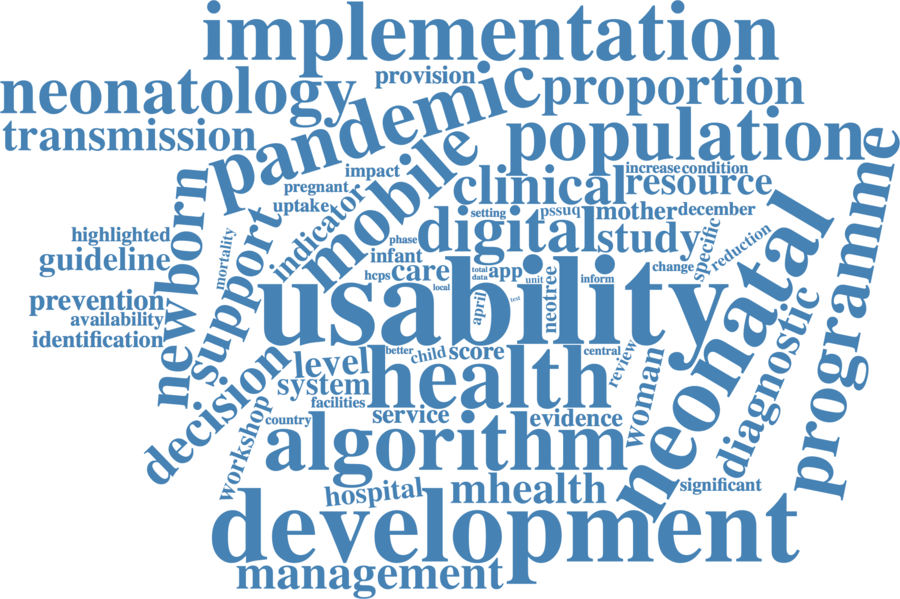 implementation
provision
neonatology
pandemic
proportion
transmission
population
mobile
impact
clinical
increase
condition
resource
pregnant
newborn
uptake
indicator
support
setting
pssuq
mother
december
programme
highlighted
mortality
phase
digital
study
specific
reduction
guideline
infant
hcps
care
total
data
app
unit
inform
change
neonatal
local
usability
april
test
neotree
prevention
availability
identification
diagnostic
decision
level
better
child
score
central
review
woman
system
health
facilities
workshop
country
service
evidence
algorithm
hospital
mhealth
significant
development
management